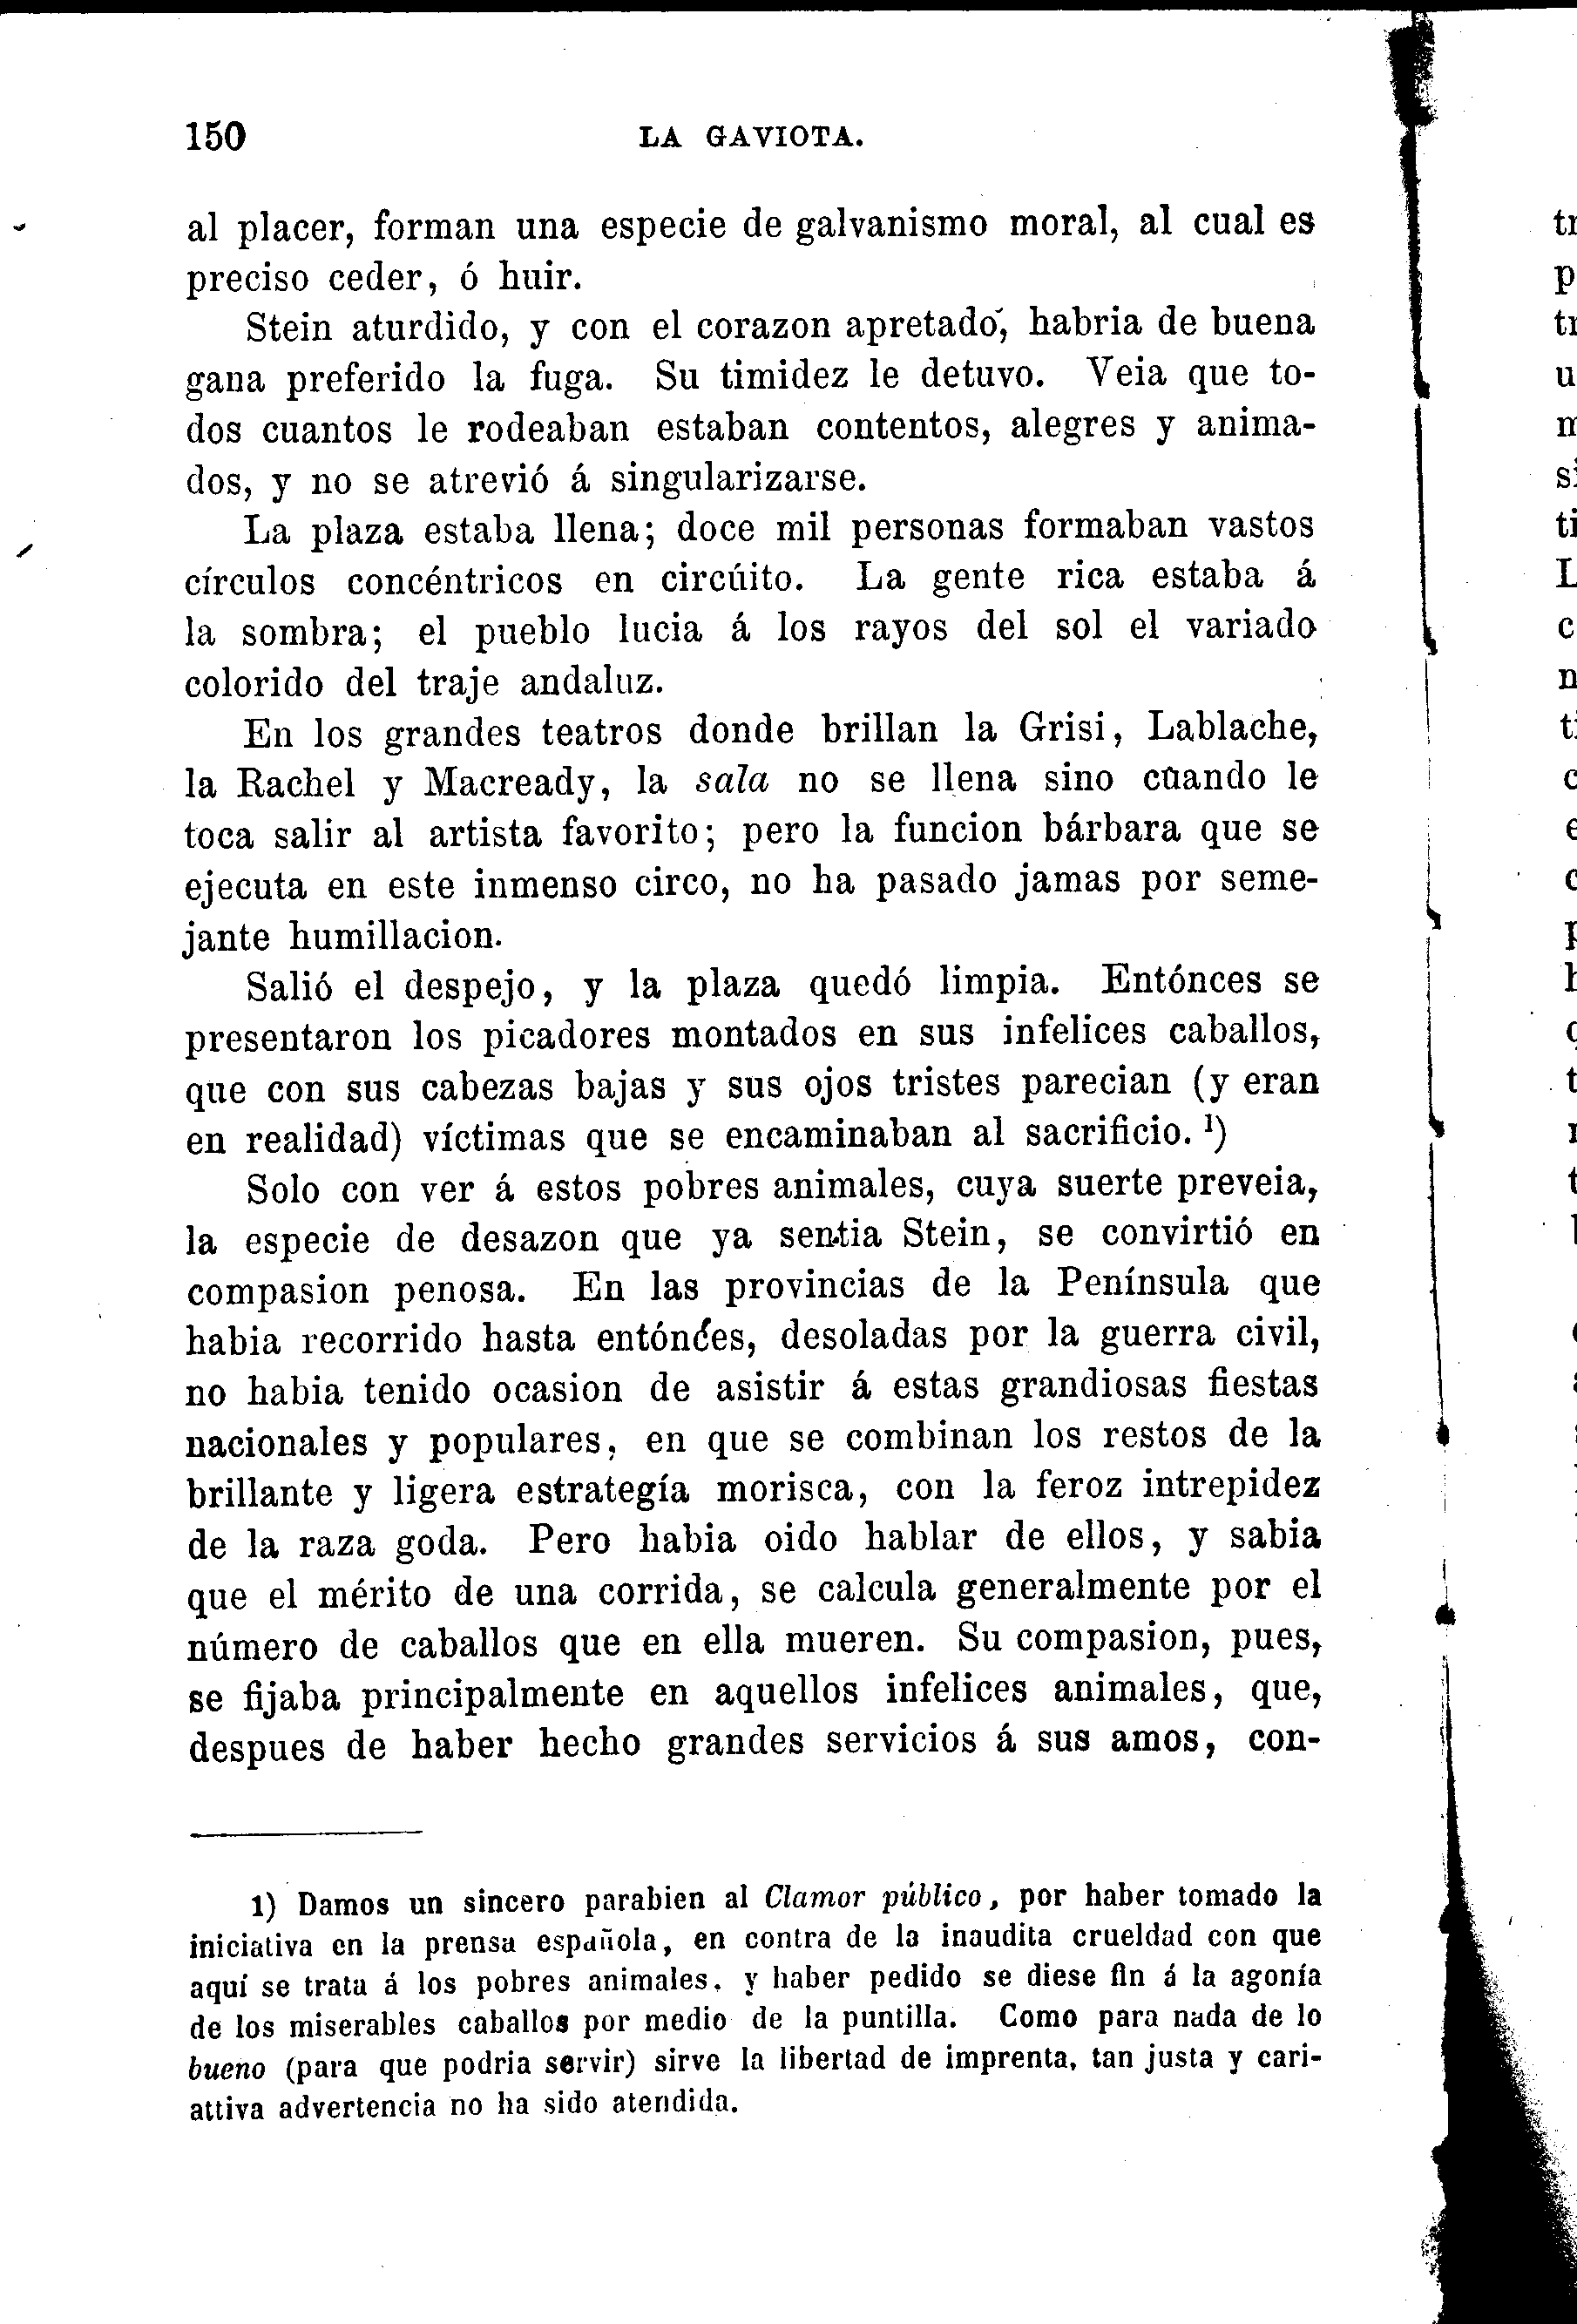 150 LA GAVIOTA.
al placer, forman una especie de galvanismo moral, al cual es
preciso ceder, ó huir.
Stein aturdido, y con el corazon apretado, habria de buena
gana preferido la fuga. Su timidez le detuvo. Veia que to-
dos cuantos le rodeaban estaban contentos, alegres y anima-
dos, y no se atrevió á singularizarse.
La plaza estaba llena; doce mil personas formaban vastos
círculos concéntricos en circúito. La gente rica estaba á
la sombra; el pueblo lucia á los rayos del sol el variado
colorido del traje andaluz.
En los grandes teatros donde brillan la Grisi, Lablache,
la Rachel y Macready, la sala no se llena sino cuando le
toca salir al artista favorito; pero la funcion bárbara que se
ejecuta en este inmenso circo, no ha pasado jamas por seme-
jante humillacion.
Salió el despejo, y la plaza quedó limpia. Entónces se
presentaron los picadores montados en sus infelices caballos,
que con sus cabezas bajas y sus ojos tristes parecian (y eran
en realidad) víctimas que se encaminaban al sacrificio. ¹)
Solo con ver á estos pobres animales, cuya suerte preveia,
la especie de desazon que ya sentia Stein, se convirtió en
compasion penosa. En las provincias de la Península que
habia recorrido hasta entónces, desoladas por la guerra civil,
no habia tenido ocasion de asistir á estas grandiosas fiestas
nacionales y populares, en que se combinan los restos de la
brillante y ligera estrategía morisca, con la feroz intrepidez
de la raza goda. Pero habia oido hablar de ellos, y sabia
que el mérito de una corrida, se calcula generalmente por el
número de caballos que en ella mueren. Su compasion, pues,
se fijaba principalmente en aquellos infelices animales, que,
despues de haber hecho grandes servicios á sus amos, con-
1) Damos un sincero parabien al Clamor público, por haber tomado la
iniciativa en la prensa española, en contra de la inaudita crueldad con que
aquí se trata á los pobres animales, y haber pedido se diese fin á la agonía
de los miserables caballos por medio de la puntilla. Como para nada de lo
bueno (para que podria servir) sirve la libertad de imprenta, tan justa y cari-
attiva advertencia no ha sido atendida.